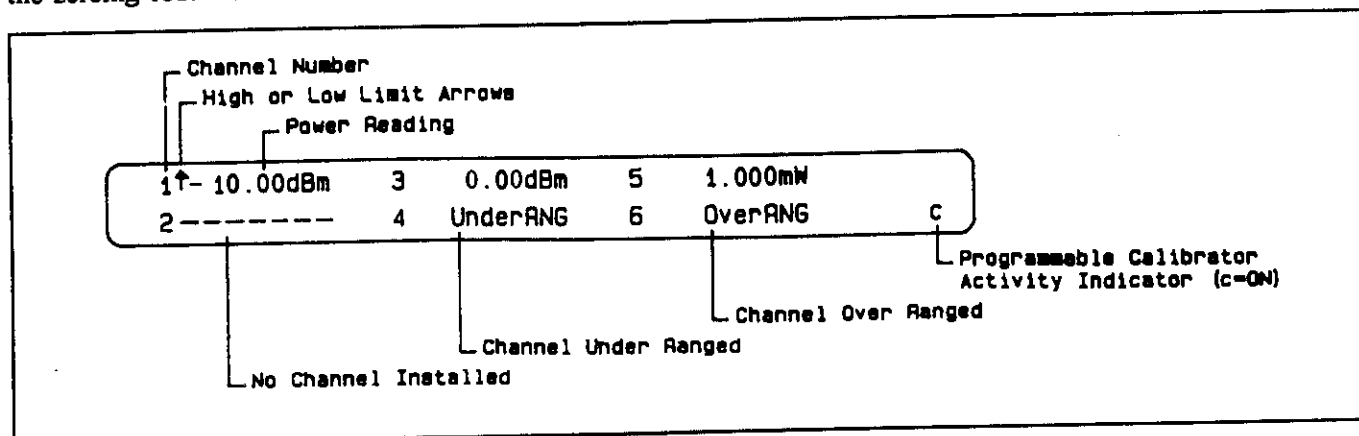 the zeroing
Channel Number
High or Low Limit Arrows
Power Reading
1↑- 10.00dBm 3 0.00dBm 5 1.000mW
2------- 4 UnderRNG 6 OverRNG c
Programmable Calibrator
Activity Indicator (c=ON)
Channel Over Ranged
Channel Under Ranged
No Channel Installed